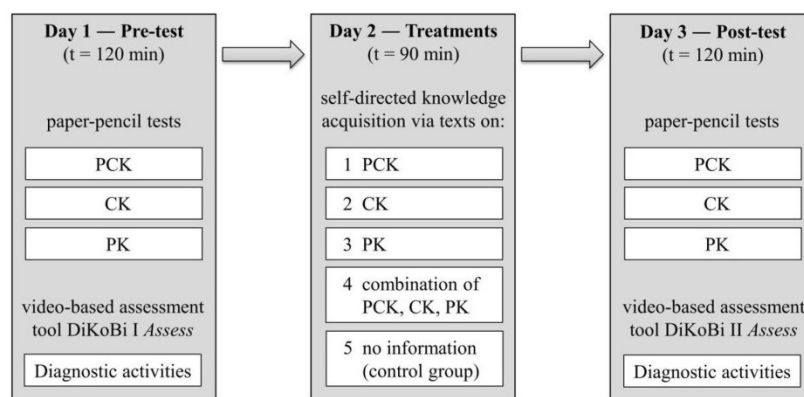 Day 1 — Pre-test
(t = 120 min)
paper-pencil tests
PCK
CK
PK
video-based assessment
tool DiKoBi I Assess
Diagnostic activities
Day 2 — Treatments
(t = 90 min)
self-directed knowledge
acquisition via texts on:
1 PCK
2 CK
3 PK
4 combination of
PCK, CK, PK
5 no information
(control group)
Day 3 — Post-test
(t = 120 min)
paper-pencil tests
PCK
CK
PK
video-based assessment
tool DiKoBi II Assess
Diagnostic activities